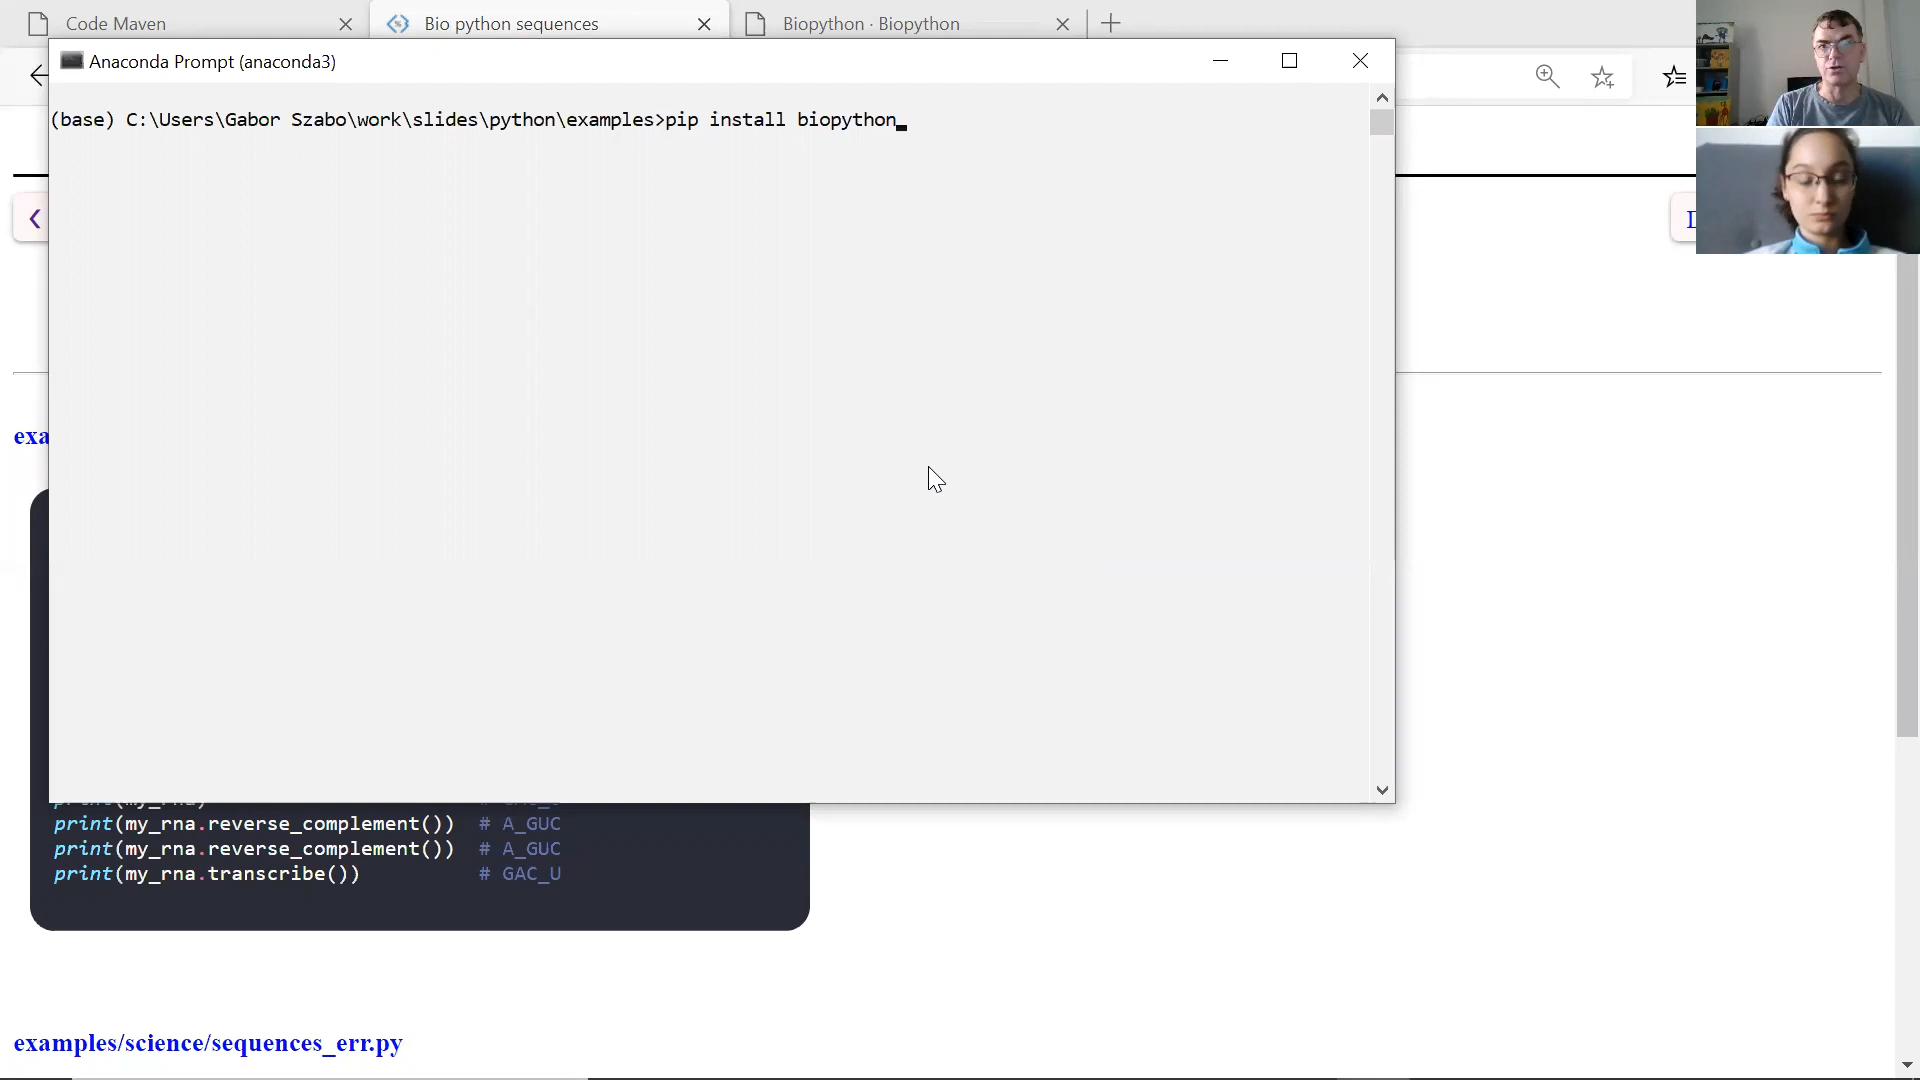 Code Maven
Bio python sequences
Biopython · Biopython
Anaconda Prompt (anaconda3)
(base) C:\Users\Gabor Szabo\work\slides\python\examples>pip install biopython
exa
print(my_rna)
print(my_rna.reverse_complement()) # A_GUC
print(my_rna.reverse_complement()) # A_GUC
print(my_rna.transcribe()) # GAC_U
examples/science/sequences_err.py